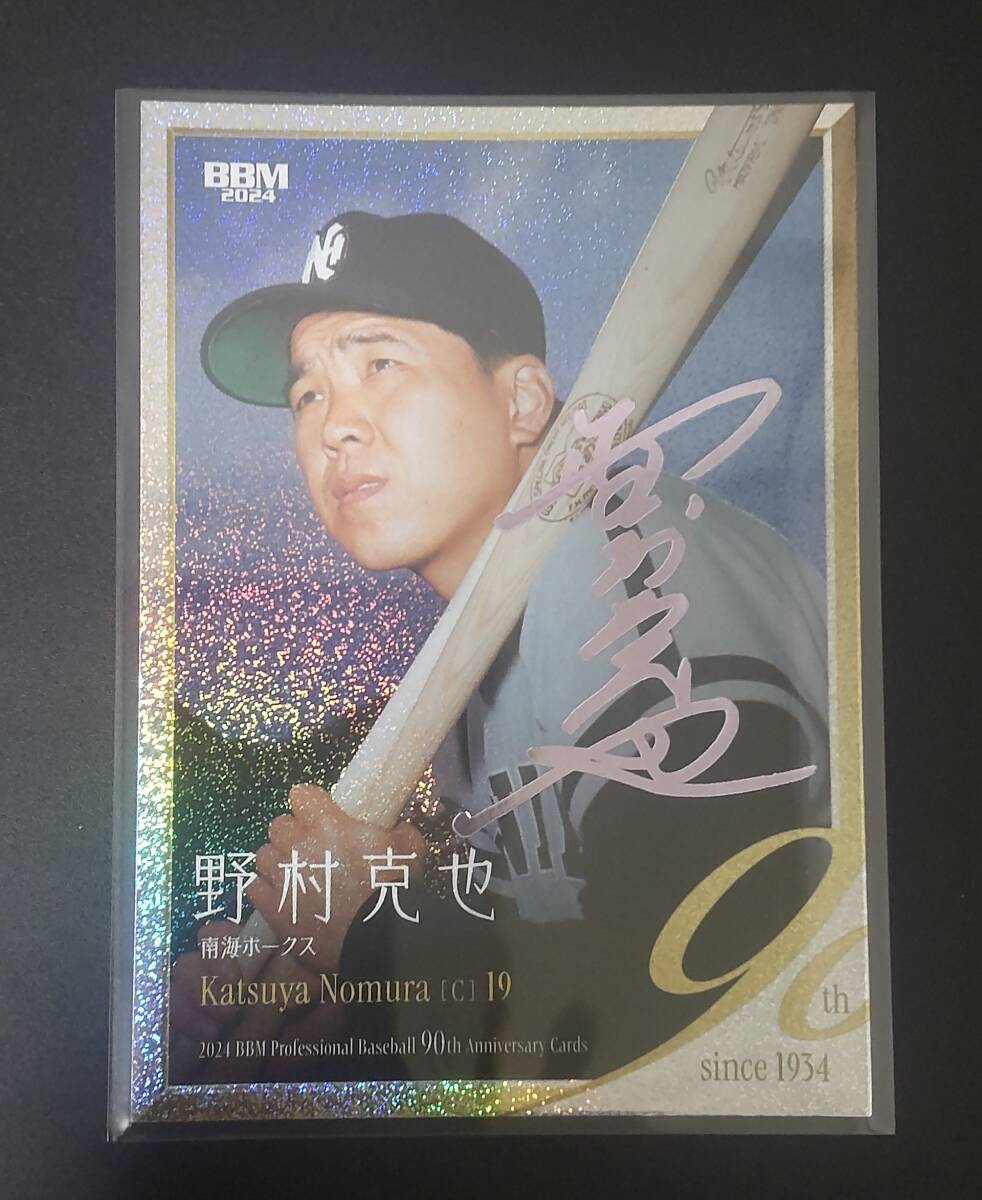 BBM
2024
野村克也
南海ホークス
Katsuya Nomura [C] 19
2024 BBM Professional Baseball 90th Anniversary Cards
90th
since 1934